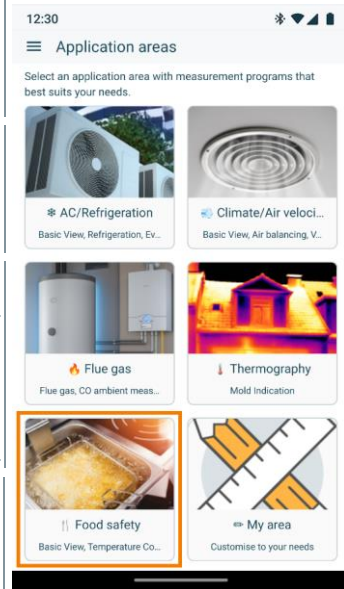 12:30
Application areas
Select an application area with measurement programs that
best suits your needs.
AC/Refrigeration
Basic View, Refrigeration, Ev...
Climate/Air veloci...
Basic View, Air balancing, V...
Flue gas
Flue gas, CO ambient meas...
Thermography
Mold Indication
Food safety
Basic View, Temperature Co...
My area
Customise to your needs